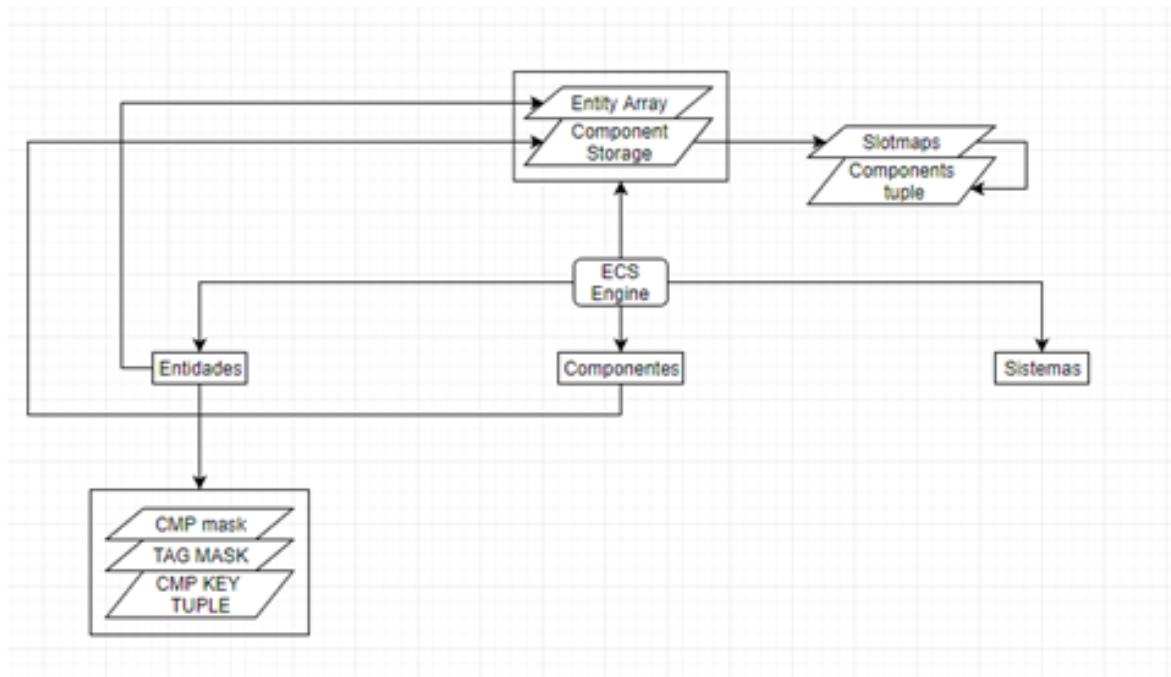 Entity Array
Component
Storage
Slotmaps
Components
tuple
ECS
Engine
Entidades
Componentes
Sistemas
CMP mask
TAG MASK
CMP KEY
TUPLE